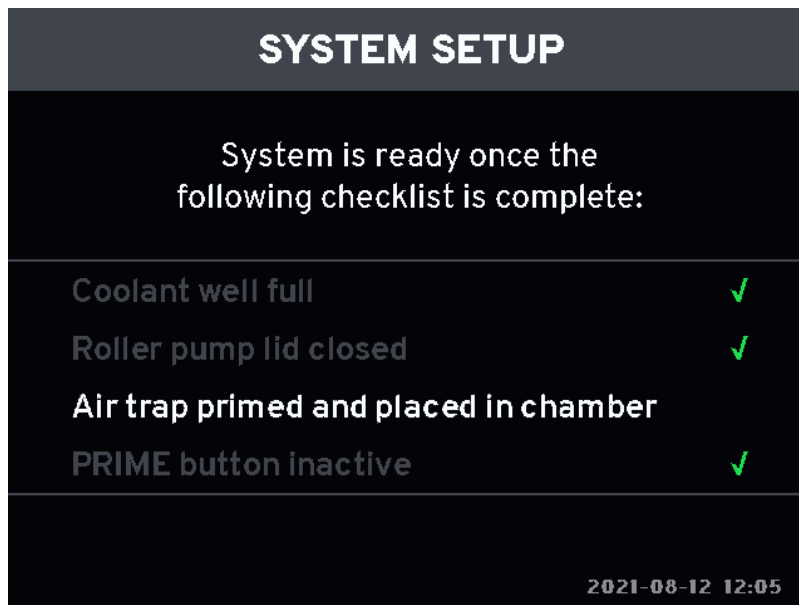 SYSTEM SETUP
System is ready once the
following checklist is complete:
Coolant well full √
Roller pump lid closed √
Air trap primed and placed in chamber
PRIME button inactive √
2021-08-12 12:05